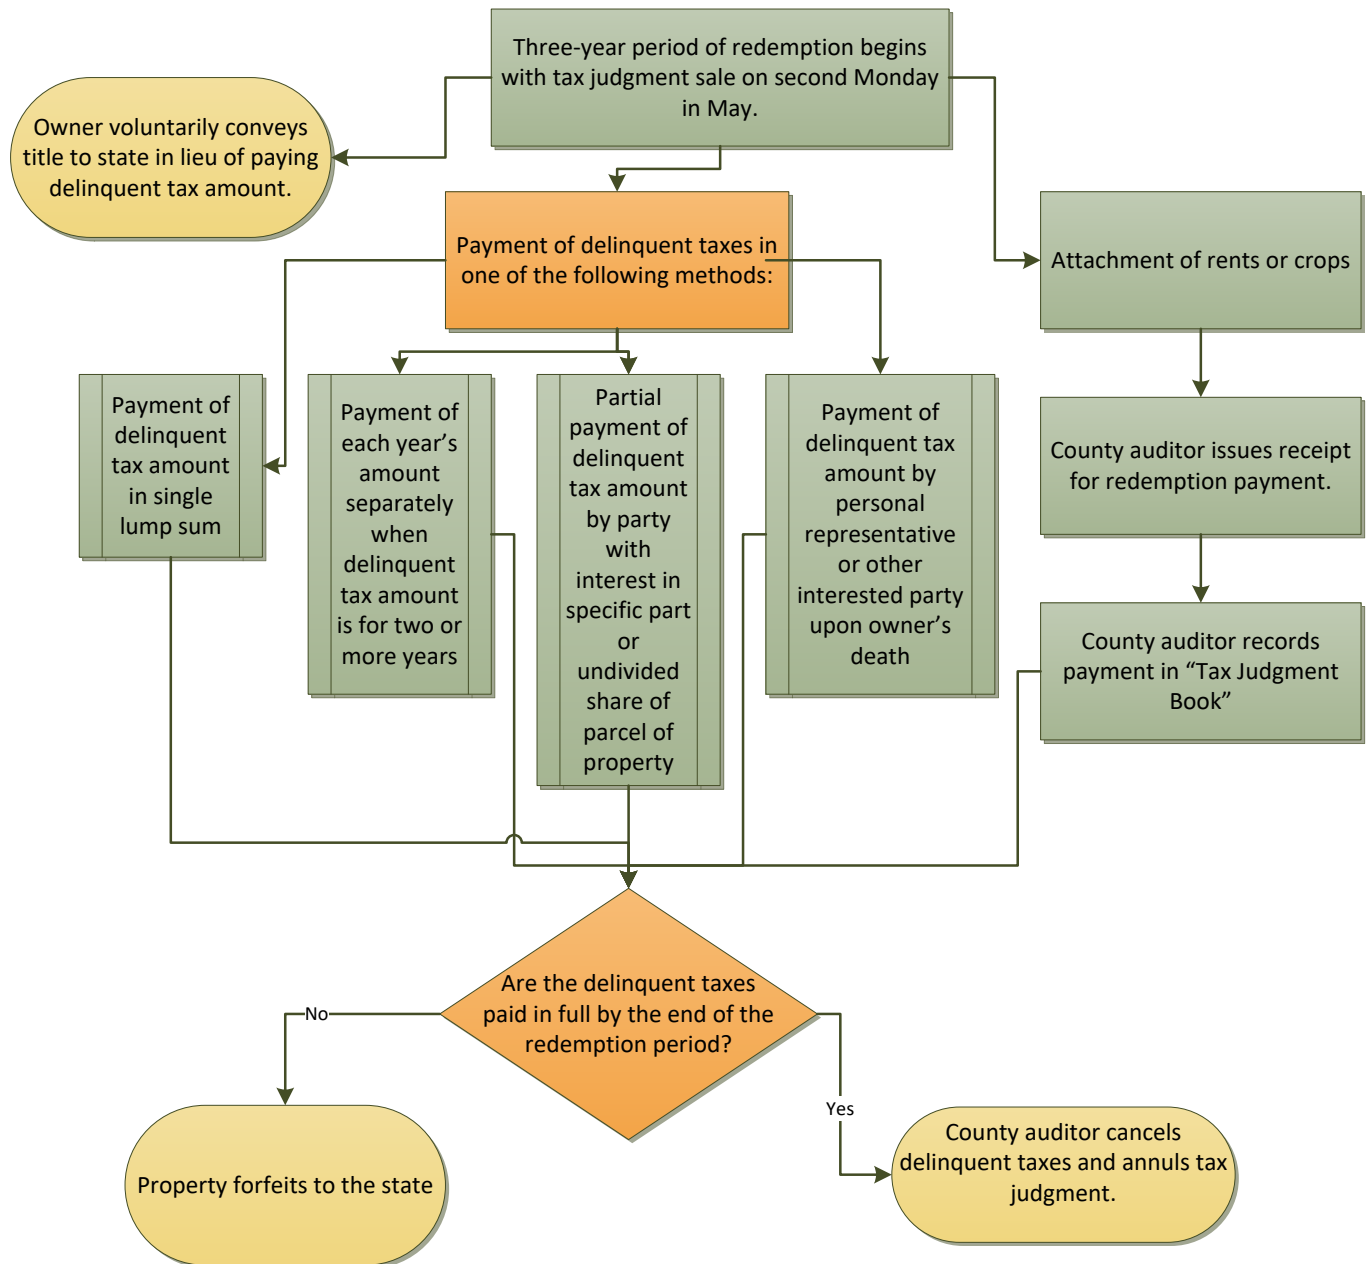 Three-year period of redemption begins
with tax judgment sale on second Monday
in May.
Owner voluntarily conveys
title to state in lieu of paying
delinquent tax amount.
Payment of delinquent taxes in
one of the following methods:
Attachment of rents or crops
Payment of
delinquent
tax amount
in single
lump sum
Payment of
each year’s
amount
separately
when
delinquent
tax amount
is for two or
more years
Partial
payment of
delinquent
tax amount
by party
with
interest in
specific part
or
undivided
share of
parcel of
property
Payment of
delinquent tax
amount by
personal
representative
or other
interested party
upon owner’s
death
County auditor issues receipt
for redemption payment.
County auditor records
payment in “Tax Judgment
Book”
Are the delinquent taxes
paid in full by the end of the
redemption period?
No
Yes
Property forfeits to the state
County auditor cancels
delinquent taxes and annuls tax
judgment.